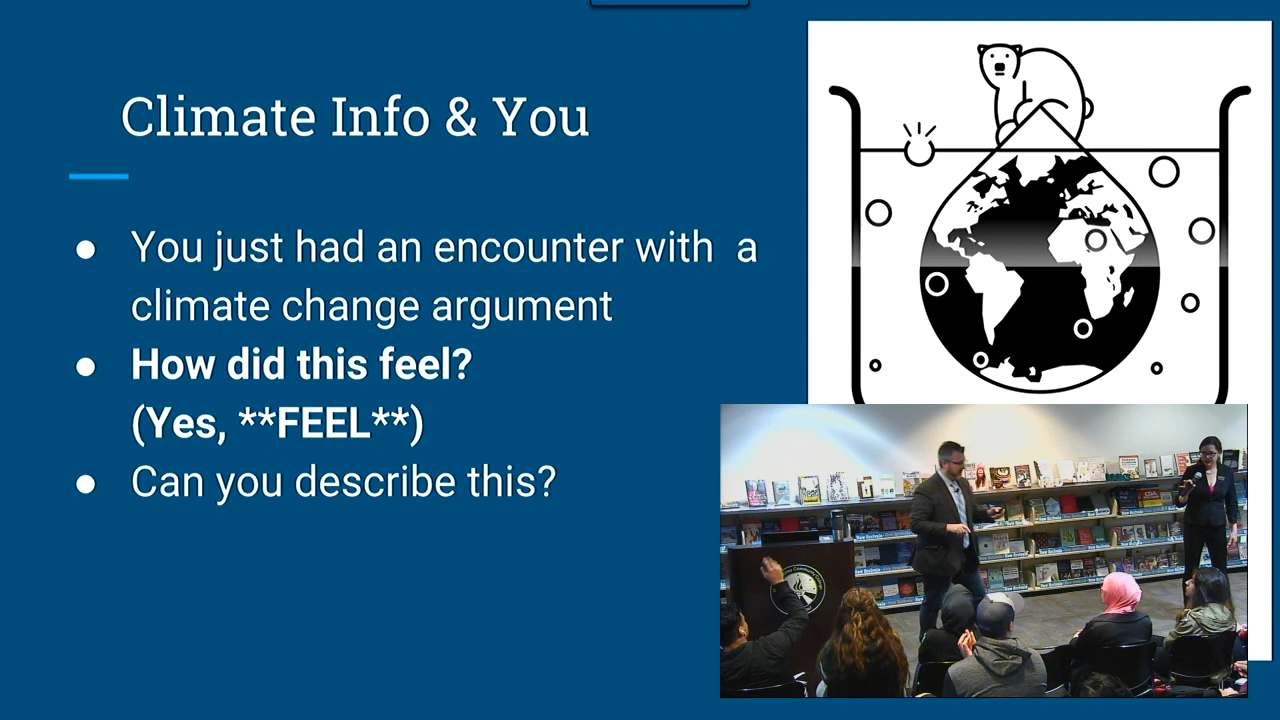 Climate Info & You
● You just had an encounter with a
climate change argument
● How did this feel?
(Yes, **FEEL**)
● Can you describe this?